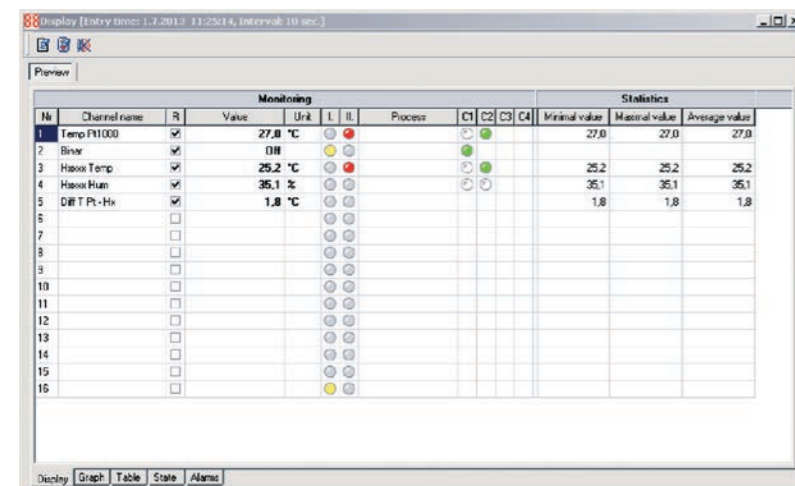 Display [Entry time: 1.7.2013 11:25:14, Interval: 10 sec.]
Preview
Monitoring Statistics
Nr Channel name R Value Unit I. II. Process C1 C2 C3 C4 Minimal value Maximal value Average value
1 Temp Pt1000 27,0 °C 27,0 27,0 27,0
2 Binar Off
3 Hxxxx Temp 25,2 °C 25,2 25,2 25,2
4 Hxxxx Hum 35,1 % 35,1 35,1 35,1
5 Diff T Pt - Hx 1,8 °C 1,8 1,8 1,8
6
7
8
9
10
11
12
13
14
15
16
Display Graph Table State Alarms